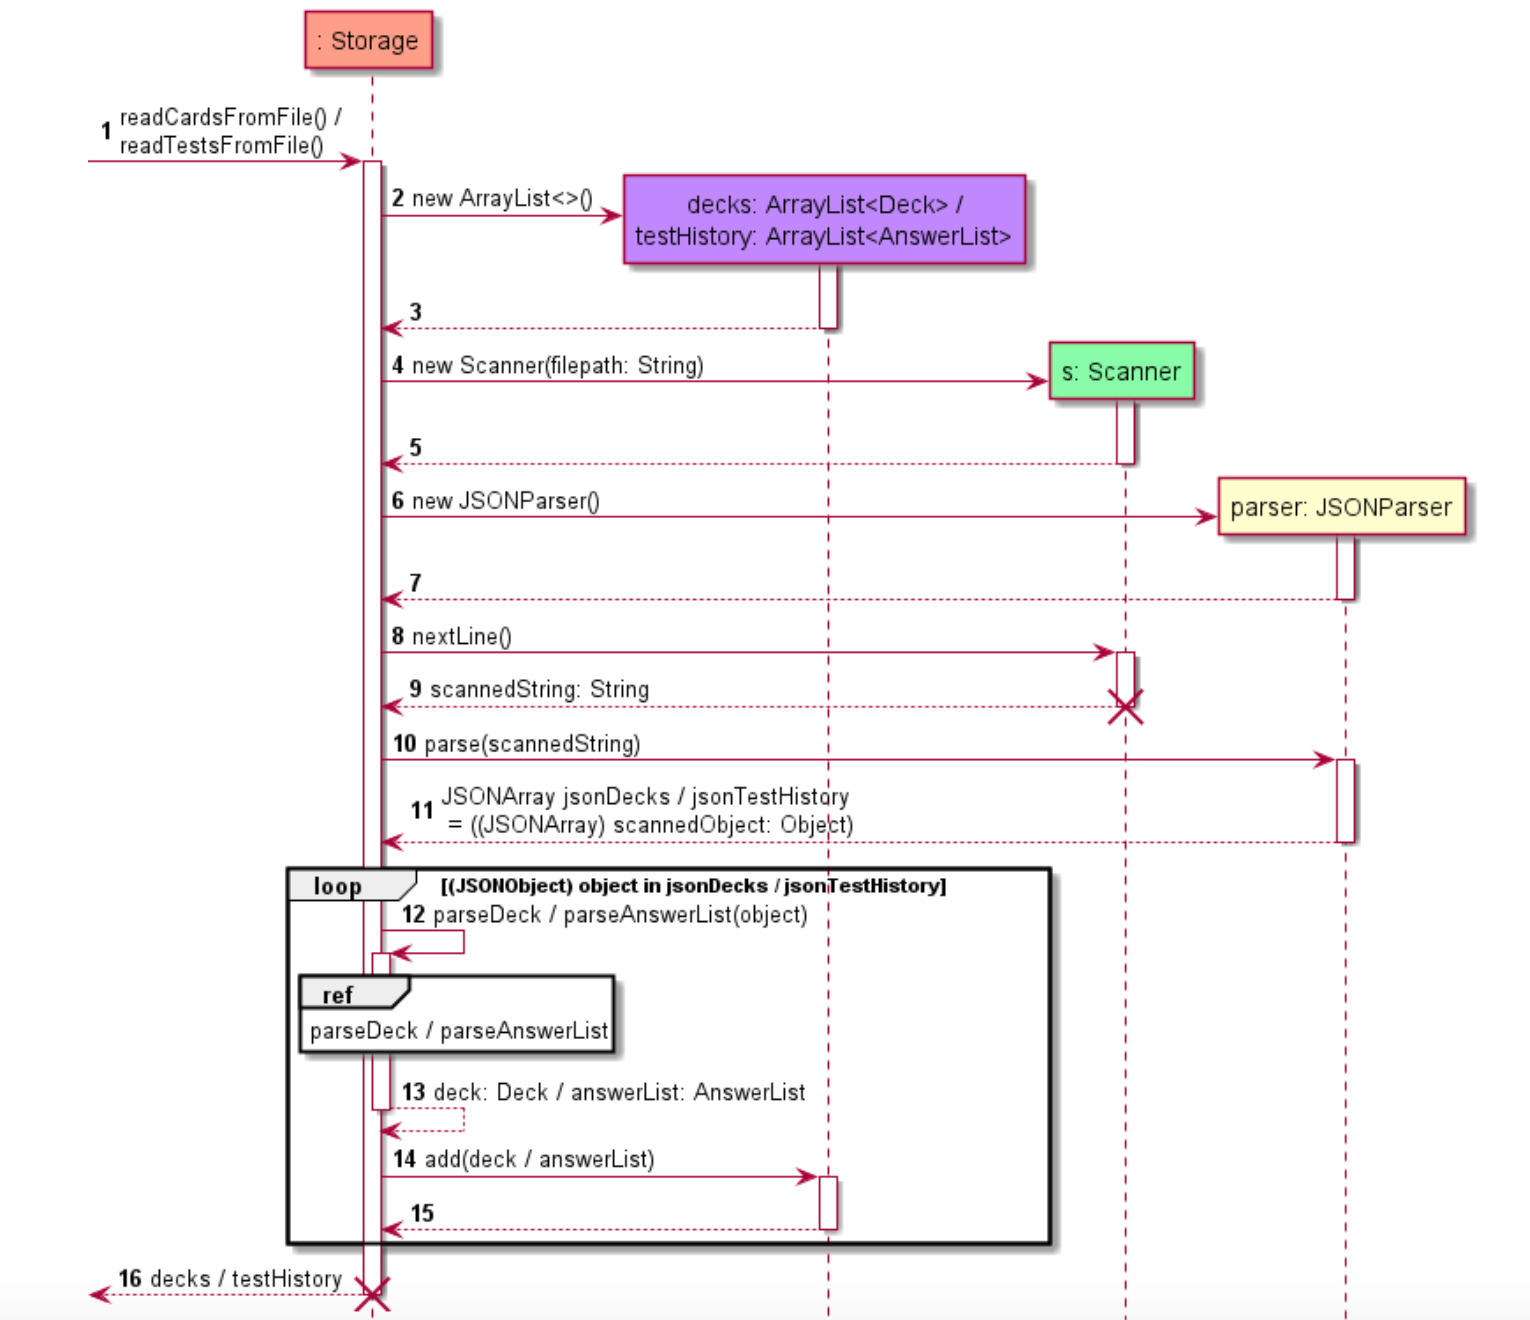 : Storage
1 readCardsFromFile() /
readTestsFromFile()
2 new ArrayList<>()
decks: ArrayList<Deck> /
testHistory: ArrayList<AnswerList>
3
4 new Scanner(filepath: String)
s: Scanner
5
6 new JSONParser()
parser: JSONParser
7
8 nextLine()
9 scannedString: String
10 parse(scannedString)
11 JSONArray jsonDecks / jsonTestHistory
= ((JSONArray) scannedObject: Object)
loop [(JSONObject) object in jsonDecks / jsonTestHistory]
12 parseDeck / parseAnswerList(object)
ref
parseDeck / parseAnswerList
13 deck: Deck / answerList: AnswerList
14 add(deck / answerList)
15
16 decks / testHistory